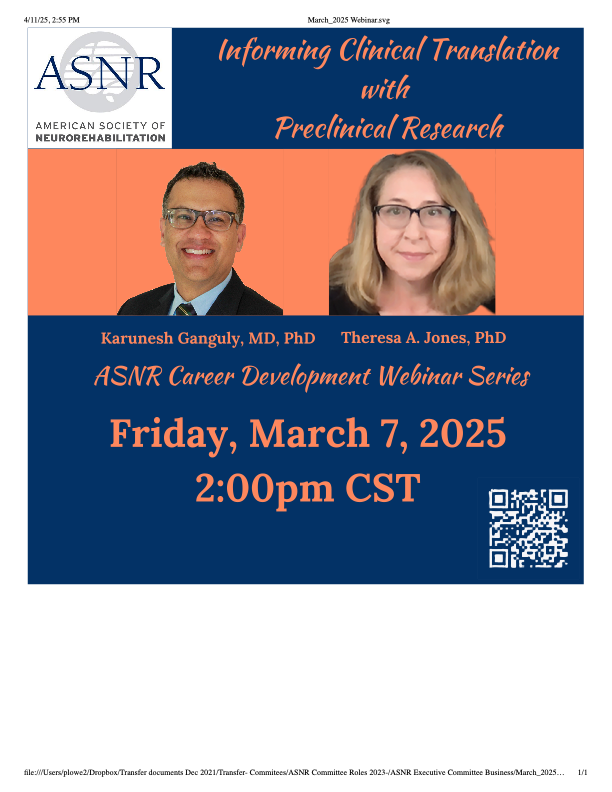 4/11/25, 2:55 PM
March_2025 Webinar.svg
ASNR
AMERICAN SOCIETY OF
NEUROREHABILITATION
Informing Clinical Translation
with
Preclinical Research
Karunesh Ganguly, MD, PhD
Theresa A. Jones, PhD
ASNR Career Development Webinar Series
Friday, March 7, 2025
2:00pm CST
file:///Users/plowe2/Dropbox/Transfer documents Dec 2021/Transfer- Commitees/ASNR Committee Roles 2023-/ASNR Executive Committee Business/March_2025…
1/1